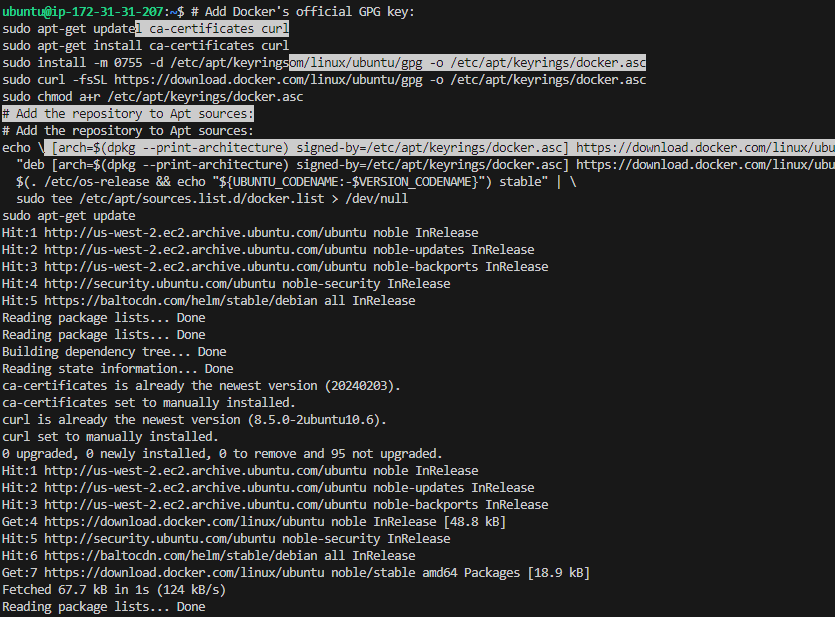 ubuntu@ip-172-31-31-207:~$ # Add Docker's official GPG key:
sudo apt-get updatel ca-certificates curl
sudo apt-get install ca-certificates curl
sudo install -m 0755 -d /etc/apt/keyringsom/linux/ubuntu/gpg -o /etc/apt/keyrings/docker.asc
sudo curl -fsSL https://download.docker.com/linux/ubuntu/gpg -o /etc/apt/keyrings/docker.asc
sudo chmod a+r /etc/apt/keyrings/docker.asc
# Add the repository to Apt sources:
# Add the repository to Apt sources:
echo \ [arch=$(dpkg --print-architecture) signed-by=/etc/apt/keyrings/docker.asc] https://download.docker.com/linux/ubu
  "deb [arch=$(dpkg --print-architecture) signed-by=/etc/apt/keyrings/docker.asc] https://download.docker.com/linux/ubu
  $(. /etc/os-release && echo "${UBUNTU_CODENAME:-$VERSION_CODENAME}") stable" | \
  sudo tee /etc/apt/sources.list.d/docker.list > /dev/null
sudo apt-get update
Hit:1 http://us-west-2.ec2.archive.ubuntu.com/ubuntu noble InRelease
Hit:2 http://us-west-2.ec2.archive.ubuntu.com/ubuntu noble-updates InRelease
Hit:3 http://us-west-2.ec2.archive.ubuntu.com/ubuntu noble-backports InRelease
Hit:4 http://security.ubuntu.com/ubuntu noble-security InRelease
Hit:5 https://baltocdn.com/helm/stable/debian all InRelease
Reading package lists... Done
Reading package lists... Done
Building dependency tree... Done
Reading state information... Done
ca-certificates is already the newest version (20240203).
ca-certificates set to manually installed.
curl is already the newest version (8.5.0-2ubuntu10.6).
curl set to manually installed.
0 upgraded, 0 newly installed, 0 to remove and 95 not upgraded.
Hit:1 http://us-west-2.ec2.archive.ubuntu.com/ubuntu noble InRelease
Hit:2 http://us-west-2.ec2.archive.ubuntu.com/ubuntu noble-updates InRelease
Hit:3 http://us-west-2.ec2.archive.ubuntu.com/ubuntu noble-backports InRelease
Get:4 https://download.docker.com/linux/ubuntu noble InRelease [48.8 kB]
Hit:5 http://security.ubuntu.com/ubuntu noble-security InRelease
Hit:6 https://baltocdn.com/helm/stable/debian all InRelease
Get:7 https://download.docker.com/linux/ubuntu noble/stable amd64 Packages [18.9 kB]
Fetched 67.7 kB in 1s (124 kB/s)
Reading package lists... Done